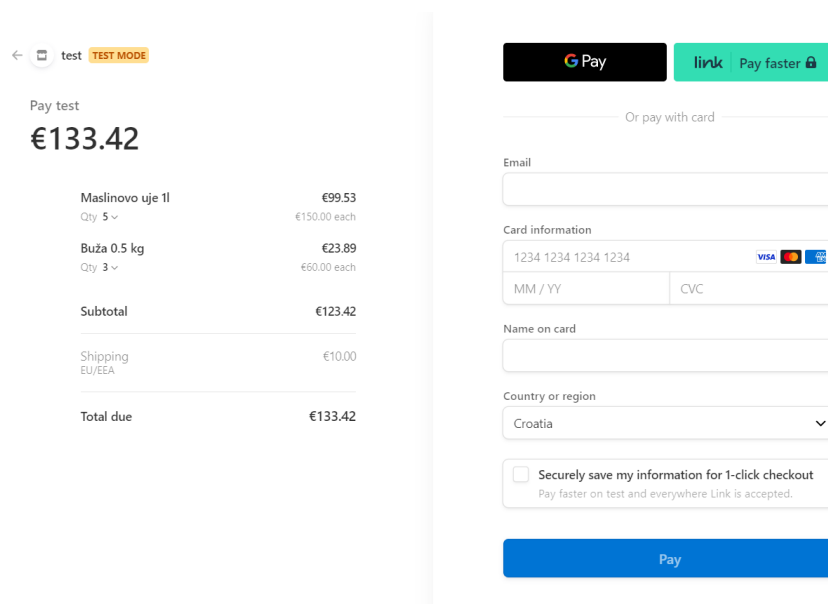 test TEST MODE
Pay test
€133.42
Maslinovo uje 1l €99.53
Qty 5 €150.00 each
Buža 0.5 kg €23.89
Qty 3 €60.00 each
Subtotal €123.42
Shipping €10.00
EU/EEA
Total due €133.42
G Pay
link Pay faster
Or pay with card
Email
Card information
1234 1234 1234 1234 VISA
MM / YY CVC
Name on card
Country or region
Croatia
Securely save my information for 1-click checkout
Pay faster on test and everywhere Link is accepted.
Pay